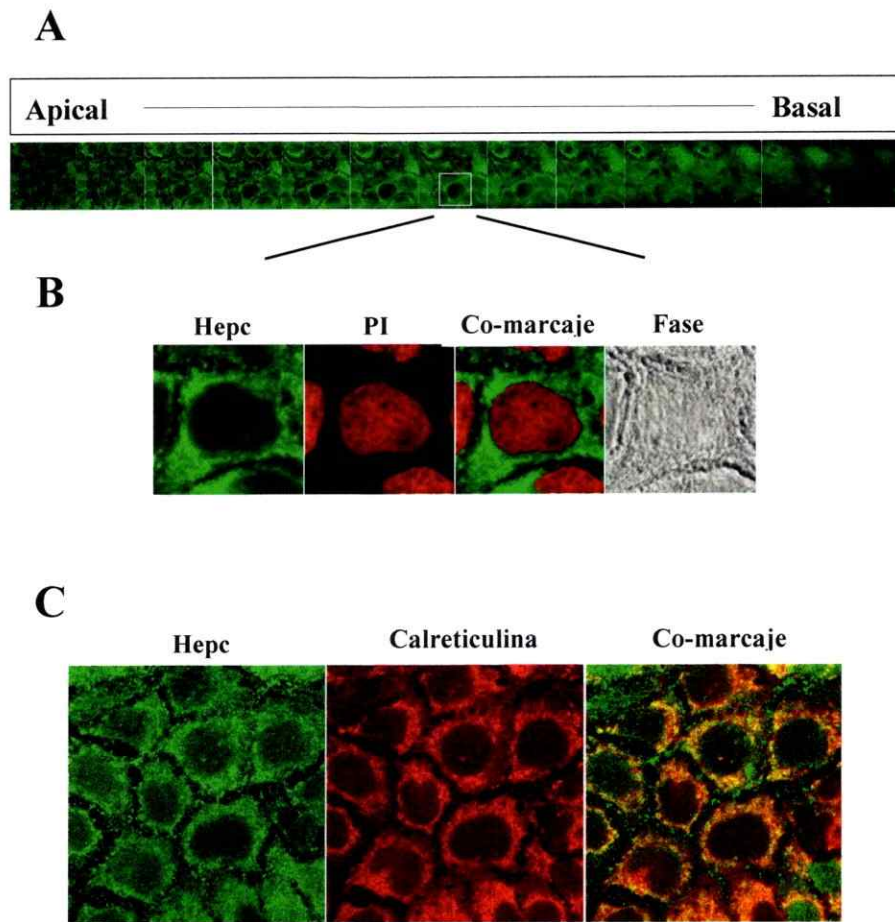 A
Apical Basal
B
Hepc PI Co-marcaje Fase
C
Hepc Calreticulina Co-marcaje